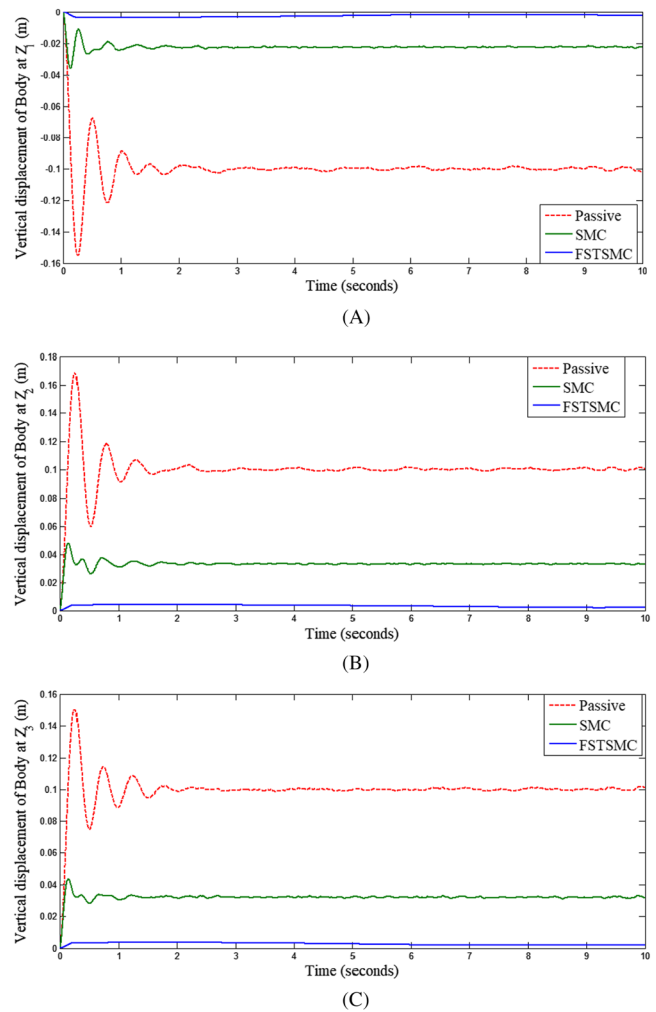 Vertical displacement of Body at Z1 (m)
0
-0.02
-0.04
-0.06
-0.08
-0.1
-0.12
-0.14
-0.16
Passive
SMC
FSTSMC
0 1 2 3 4 5 6 7 8 9 10
Time (seconds)
(A)
Vertical displacement of Body at Z2 (m)
0.18
0.16
0.14
0.12
0.1
0.08
0.06
0.04
0.02
0
Passive
SMC
FSTSMC
0 1 2 3 4 5 6 7 8 9 10
Time (seconds)
(B)
Vertical displacement of Body at Z3 (m)
0.16
0.14
0.12
0.1
0.08
0.06
0.04
0.02
0
Passive
SMC
FSTSMC
0 1 2 3 4 5 6 7 8 9 10
Time (seconds)
(C)